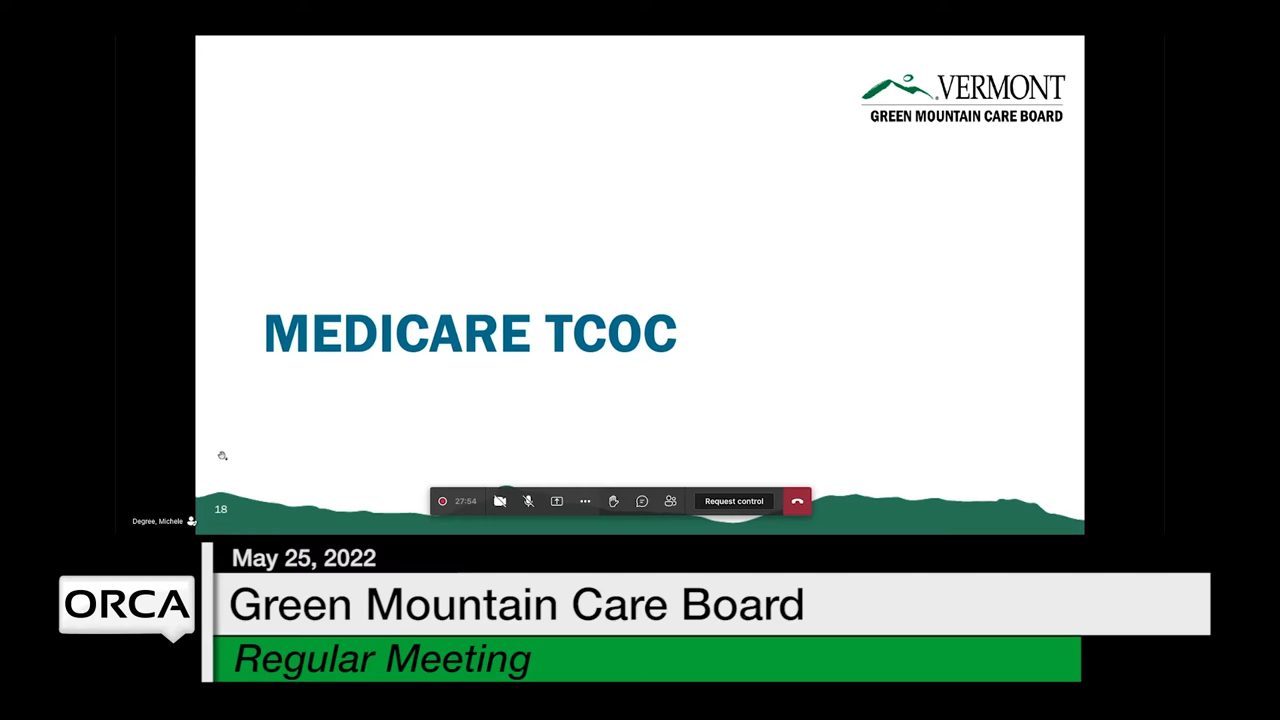 VERMONT
GREEN MOUNTAIN CARE BOARD
MEDICARE TCOC
18
27:54
Request control
Degree, Michele
May 25, 2022
ORCA
Green Mountain Care Board
Regular Meeting